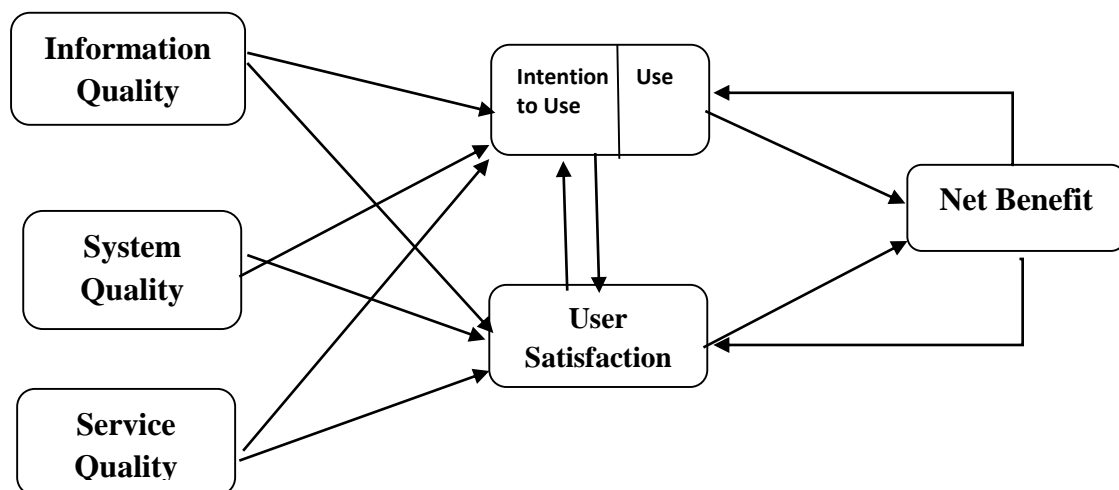 Information
Quality
Intention
to Use
Use
System
Quality
User
Satisfaction
Net Benefit
Service
Quality